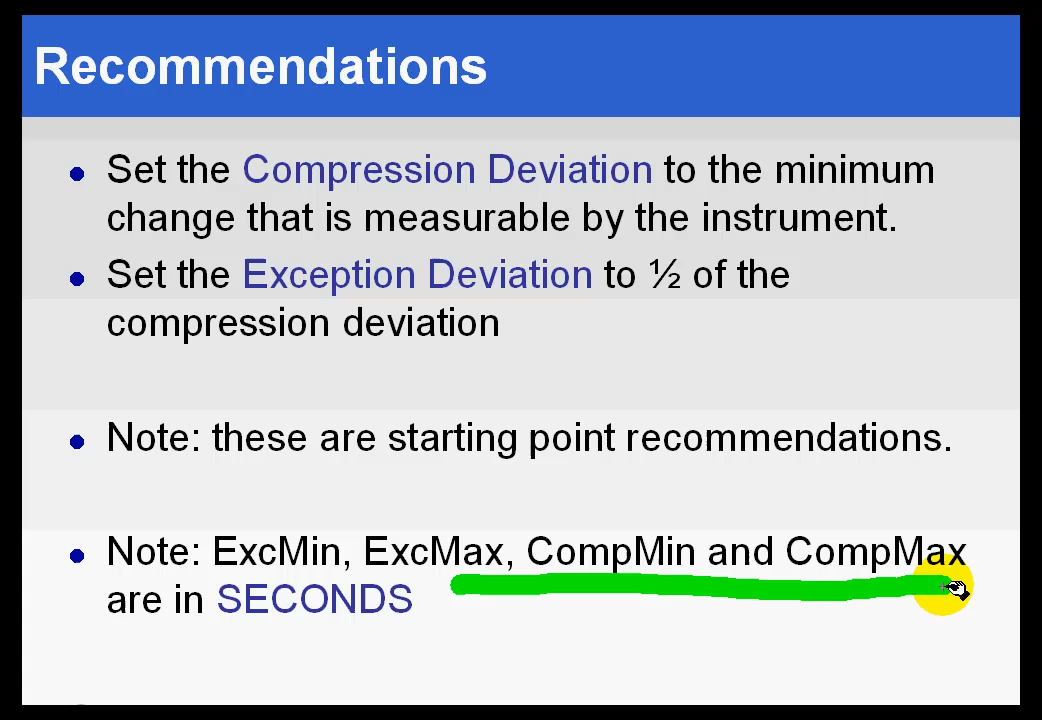 Recommendations
Set the Compression Deviation to the minimum
change that is measurable by the instrument.
Set the Exception Deviation to ½ of the
compression deviation
Note: these are starting point recommendations.
Note: ExcMin, ExcMax, CompMin and CompMax
are in SECONDS